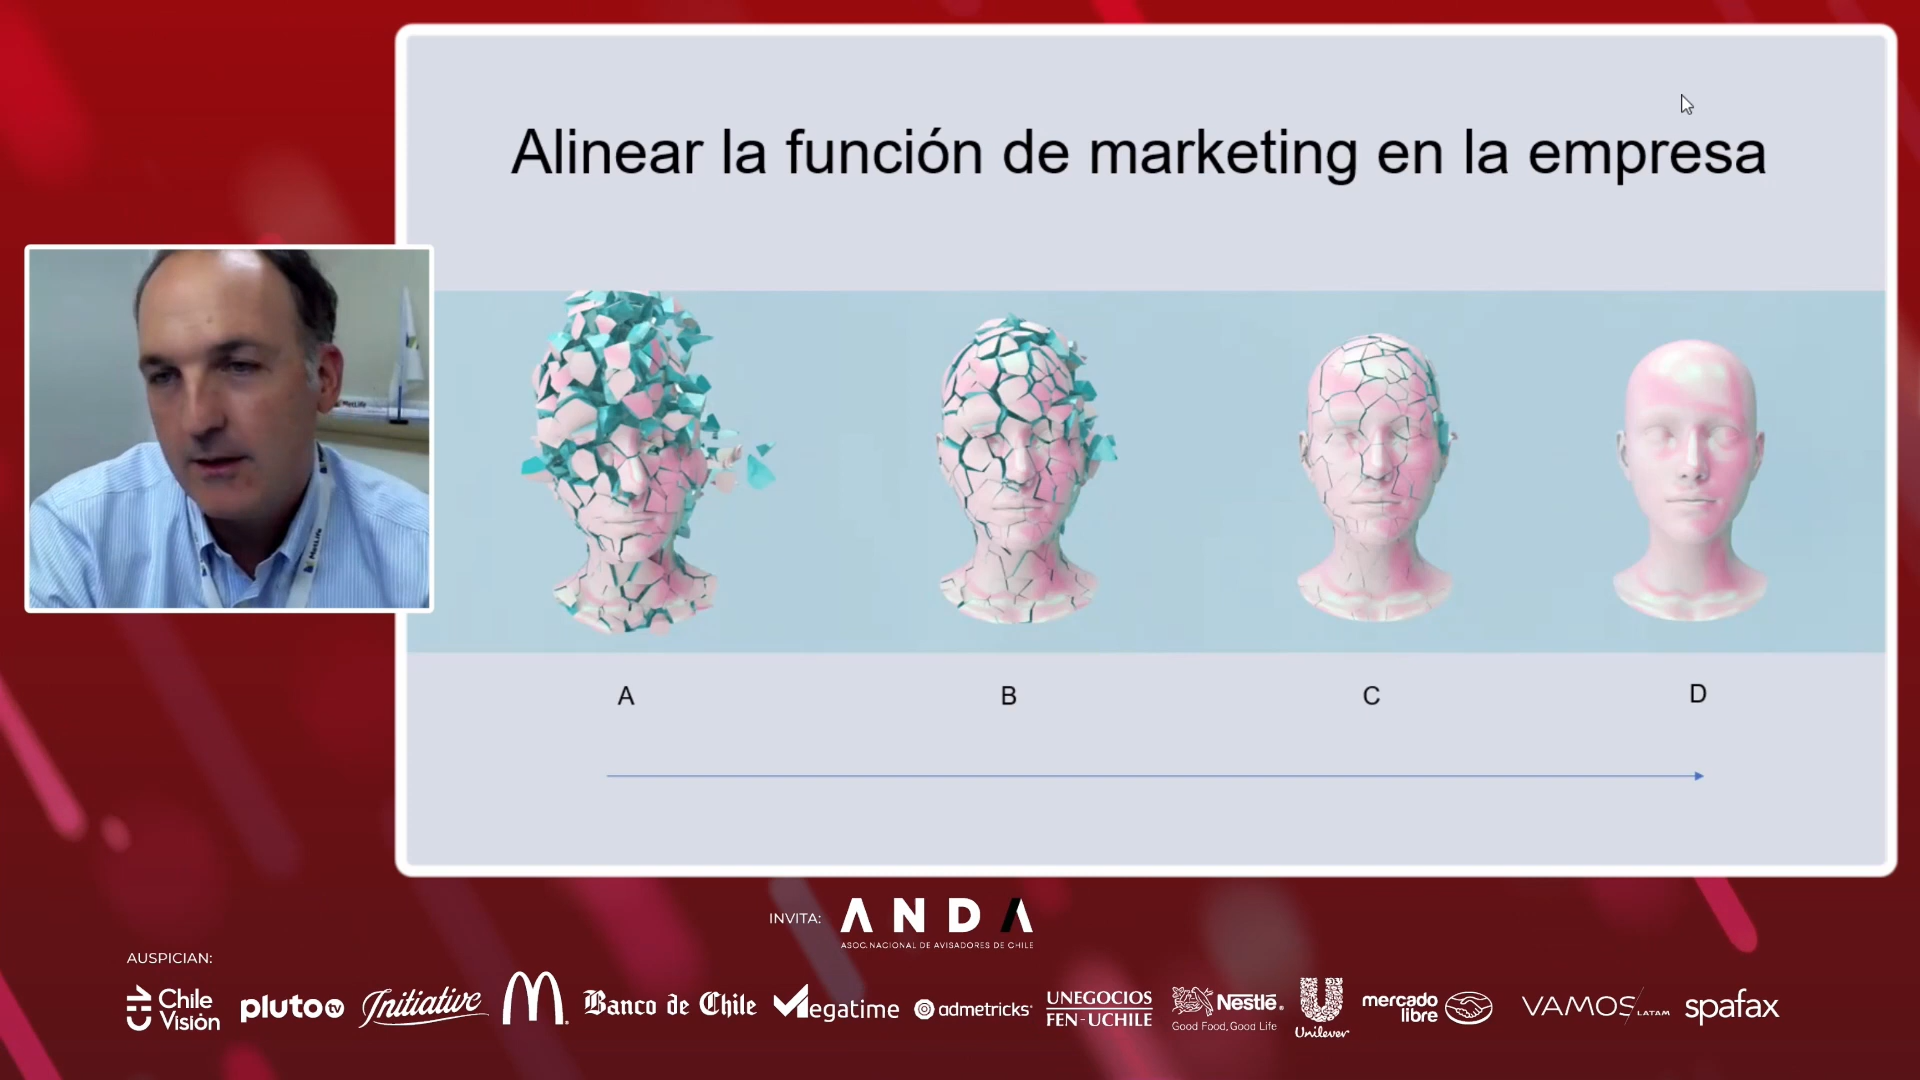 Alinear la función de marketing en la empresa
MetLife
MetLife
A
B
C
D
INVITA:
ANDA
ASOC. NACIONAL DE AVISADORES DE CHILE
AUSPICIAN:
Chile
Visión
pluto tv
Initiative
M
Banco de Chile
Megatime
admetricks
UNEGOCIOS
FEN-UCHILE
Nestlé.
Good Food, Good Life
U
Unilever
mercado
libre
VAMOS/LATAM
spafax